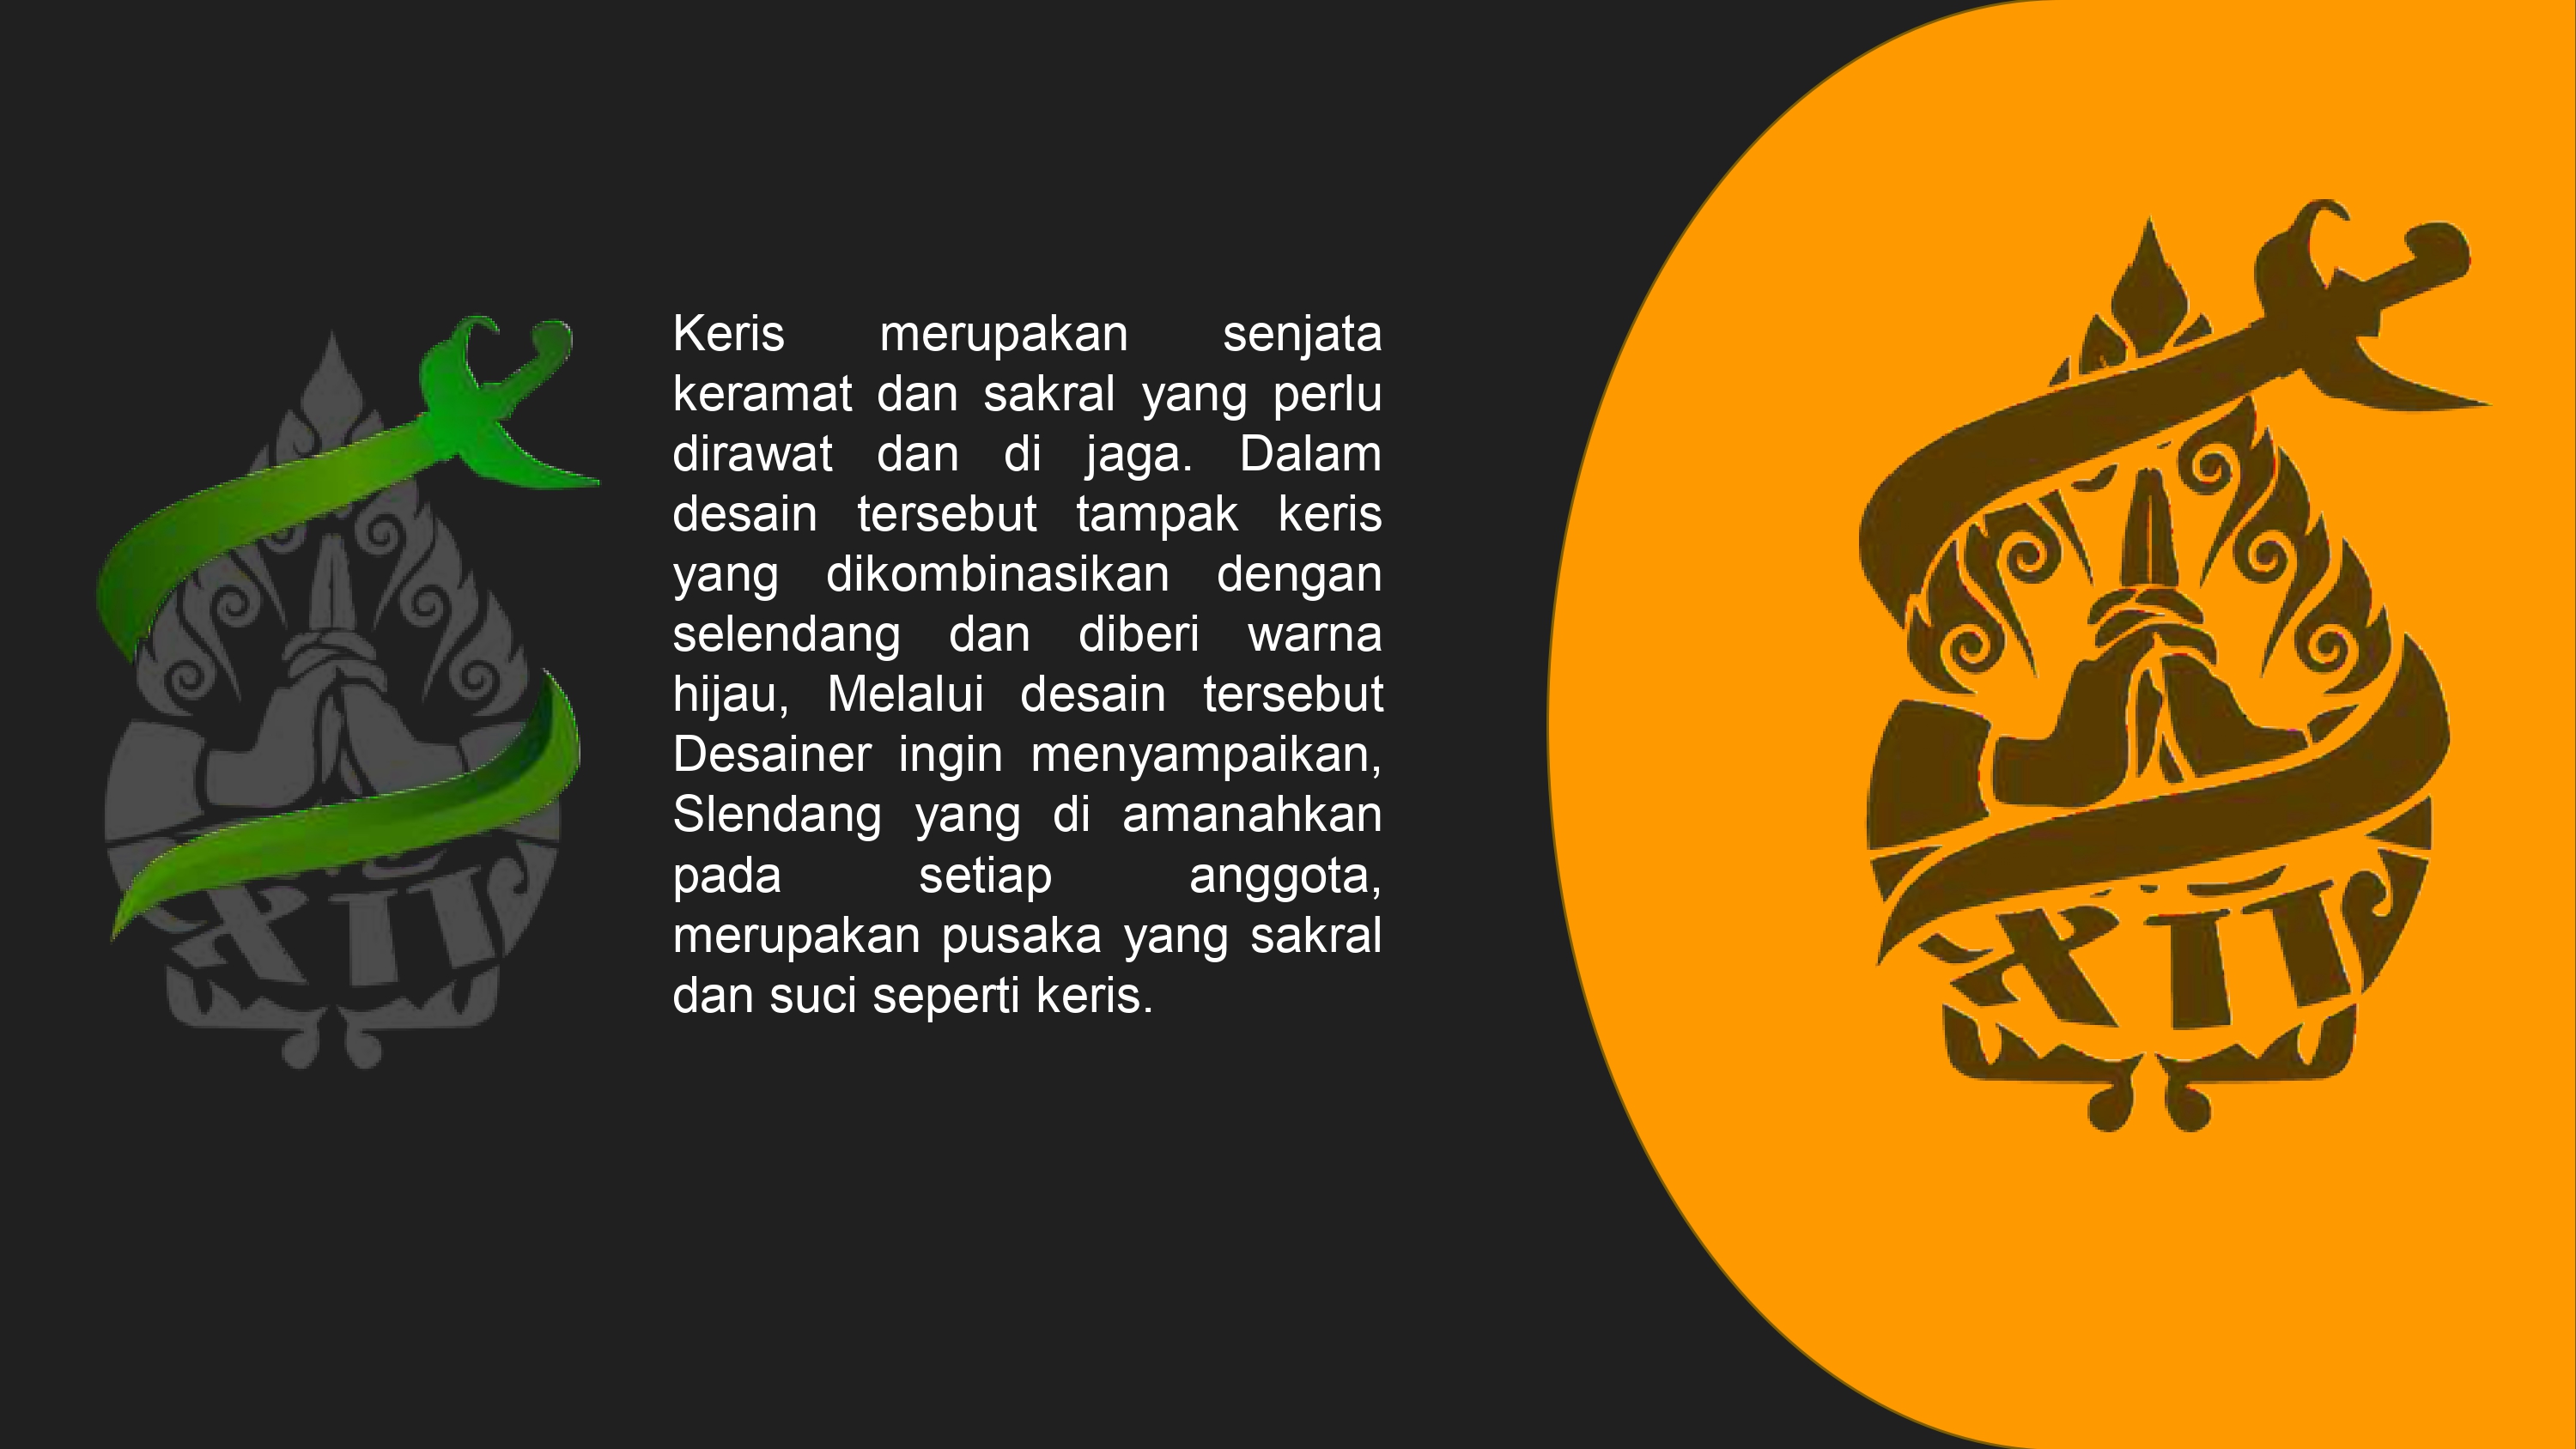 Keris merupakan senjata
keramat dan sakral yang perlu
dirawat dan di jaga. Dalam
desain tersebut tampak keris
yang dikombinasikan dengan
selendang dan diberi warna
hijau, Melalui desain tersebut
Desainer ingin menyampaikan,
Slendang yang di amanahkan
pada setiap anggota,
merupakan pusaka yang sakral
dan suci seperti keris.
XII
XII